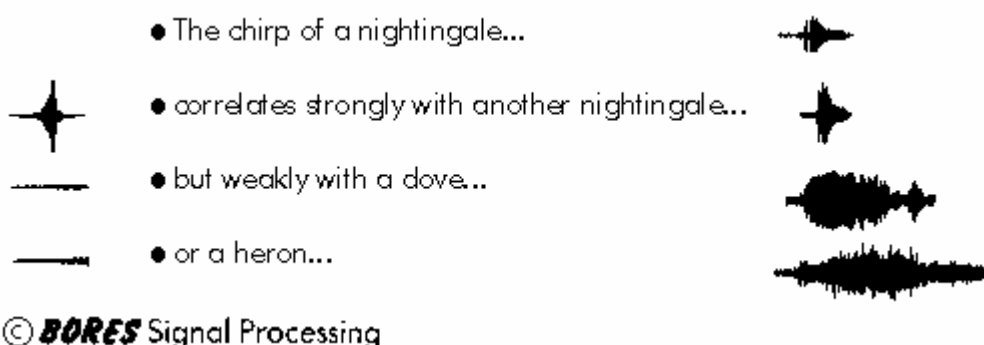 ● The chirp of a nightingale...
● correlates strongly with another nightingale...
● but weakly with a dove...
● or a heron...
© BORES Signal Processing